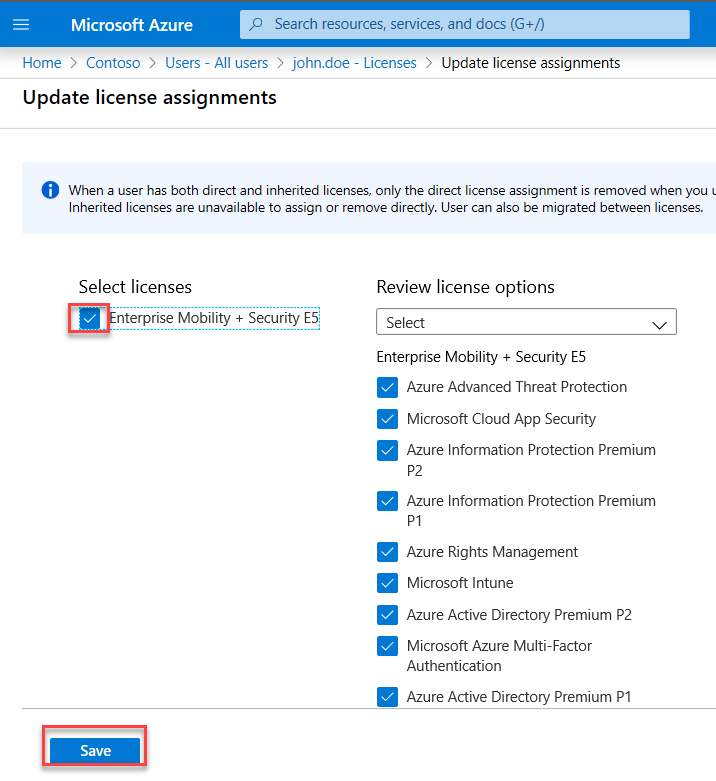 Microsoft Azure
Search resources, services, and docs (G+/)
Home > Contoso > Users - All users > john.doe - Licenses > Update license assignments
Update license assignments
When a user has both direct and inherited licenses, only the direct license assignment is removed when you u
Inherited licenses are unavailable to assign or remove directly. User can also be migrated between licenses.
Select licenses
Enterprise Mobility + Security E5
Review license options
Select
Enterprise Mobility + Security E5
Azure Advanced Threat Protection
Microsoft Cloud App Security
Azure Information Protection Premium
P2
Azure Information Protection Premium
P1
Azure Rights Management
Microsoft Intune
Azure Active Directory Premium P2
Microsoft Azure Multi-Factor
Authentication
Azure Active Directory Premium P1
Save